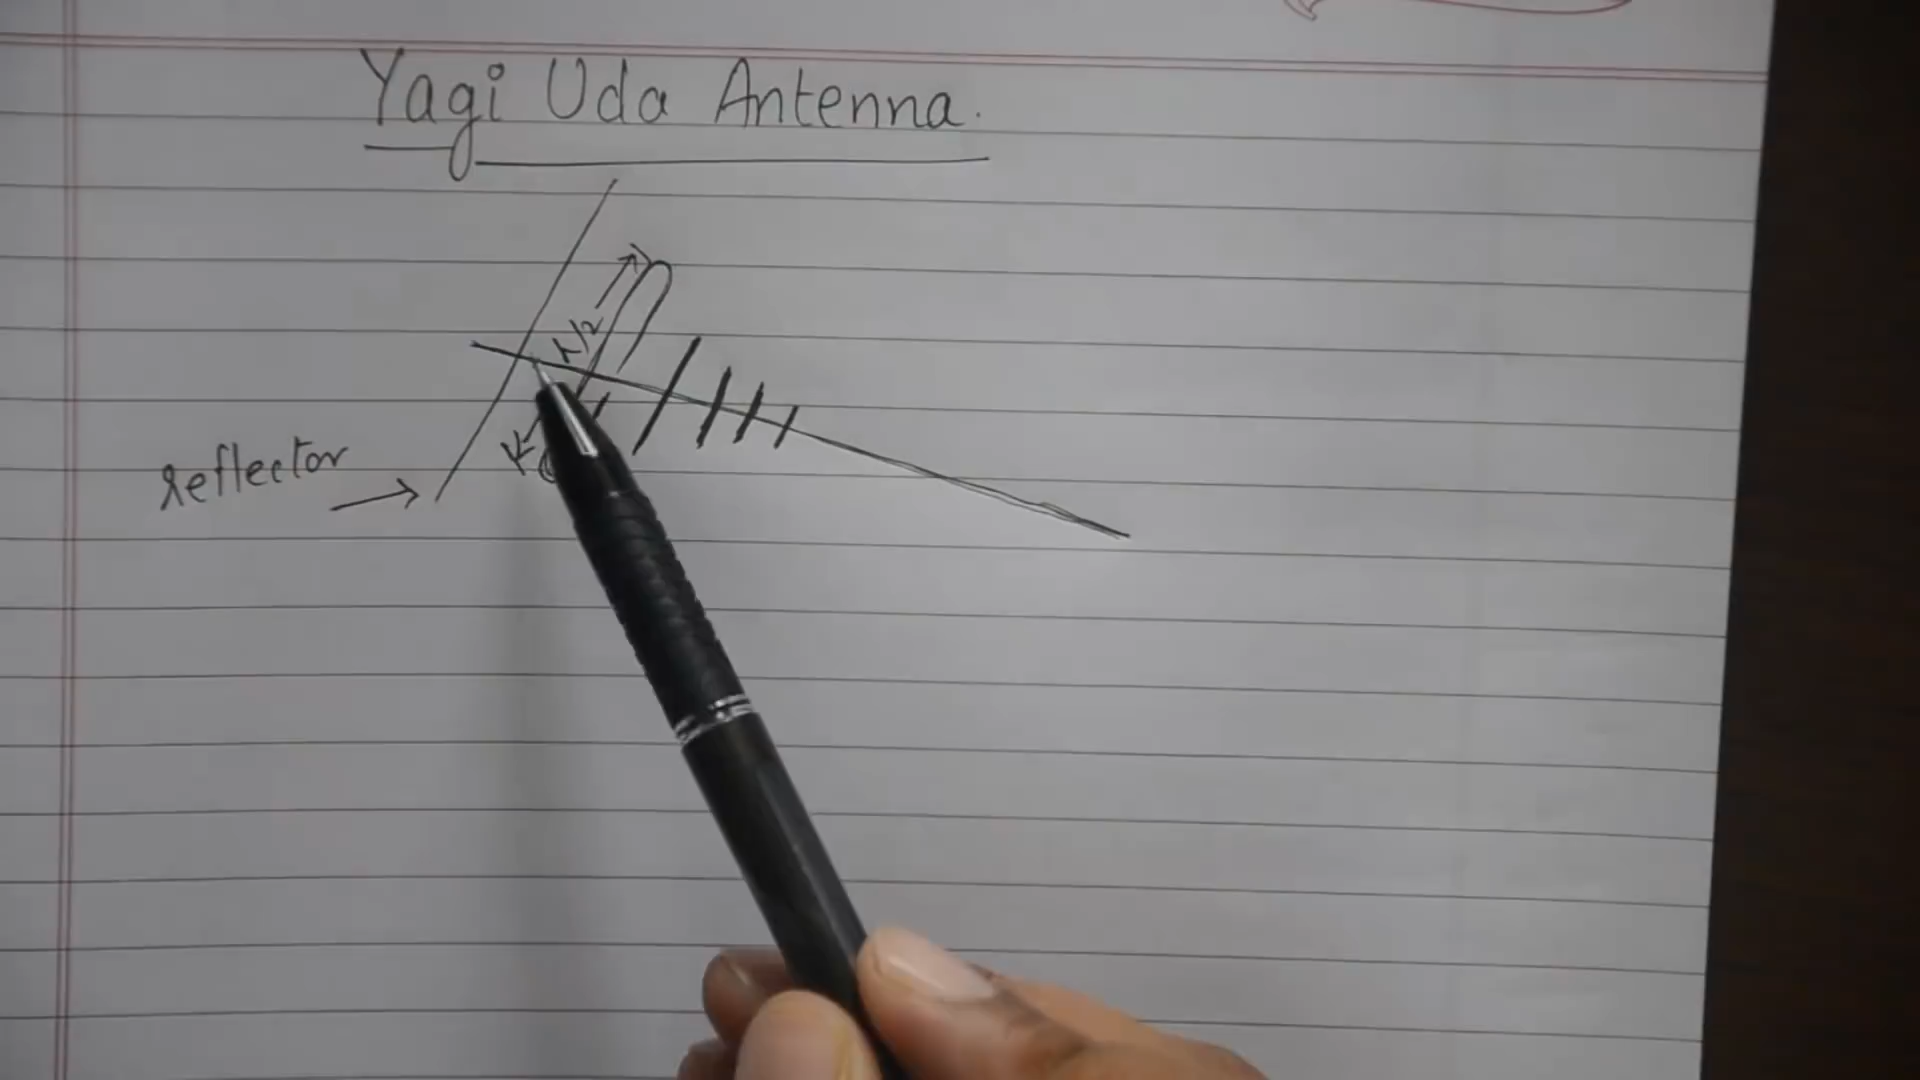 Yagi Uda Antenna.
λ/2
reflector